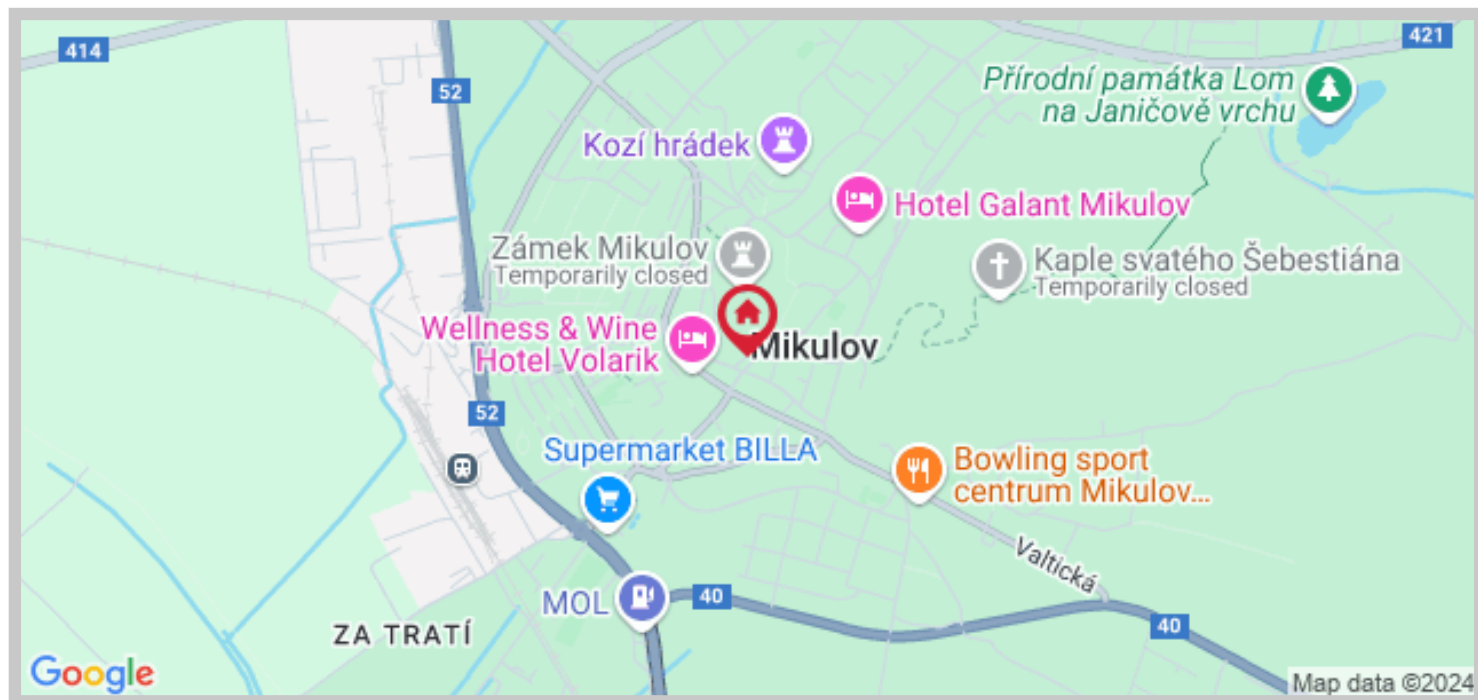 414
421
52
Přírodní památka Lom
na Janičově vrchu
Kozí hrádek
Hotel Galant Mikulov
Zámek Mikulov
Temporarily closed
Kaple svatého Šebestiána
Temporarily closed
Wellness & Wine
Hotel Volarik
Mikulov
52
Supermarket BILLA
Bowling sport
centrum Mikulov...
Valtická
MOL
40
40
ZA TRATÍ
Google
Map data ©2024